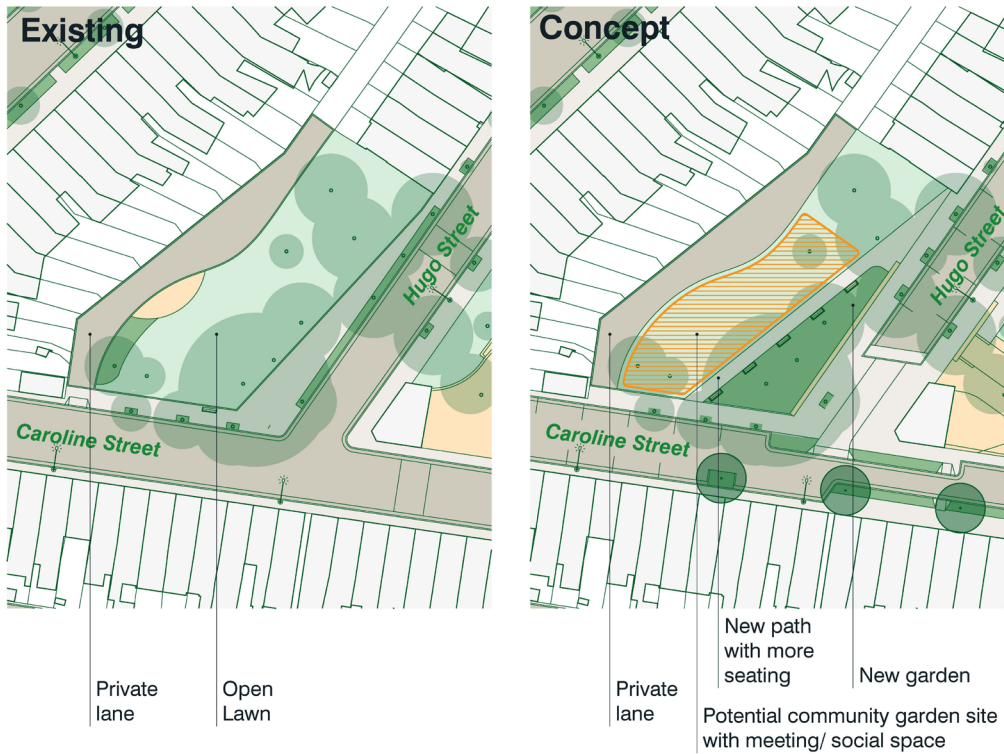 Existing
Concept
Hugo Street
Hugo Street
Caroline Street
Caroline Street
Private
lane
Open
Lawn
Private
lane
New path
with more
seating
New garden
Potential community garden site
with meeting/ social space